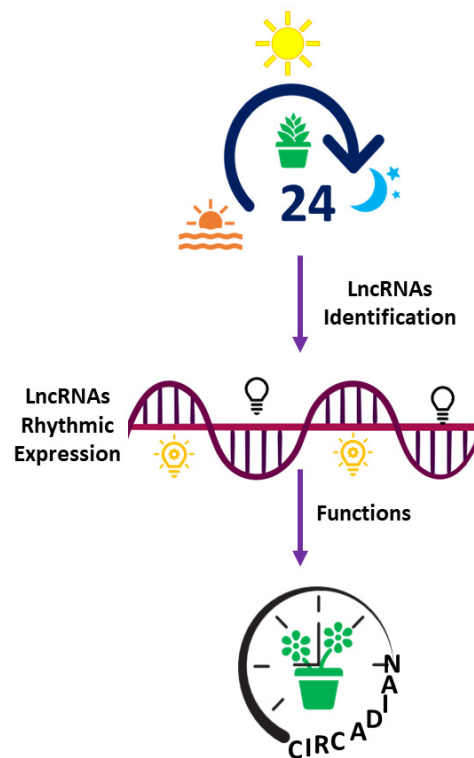 24
LncRNAs
Identification
LncRNAs
Rhythmic
Expression
Functions
CIRCADIAN